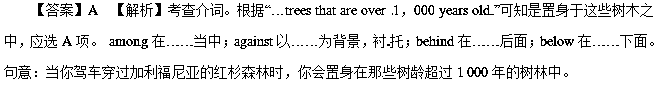 【答案】A 【解析】考查介词。根据“…trees that are over .1，000 years old.”可知是置身于这些树木之
中，应选 A 项。 among 在……当中；against 以……为背景，衬.托；behind 在……后面；below 在……下面。
句意：当你驾车穿过加利福尼亚的红杉森林时，你会置身在那些树龄超过 1 000 年的树林中。